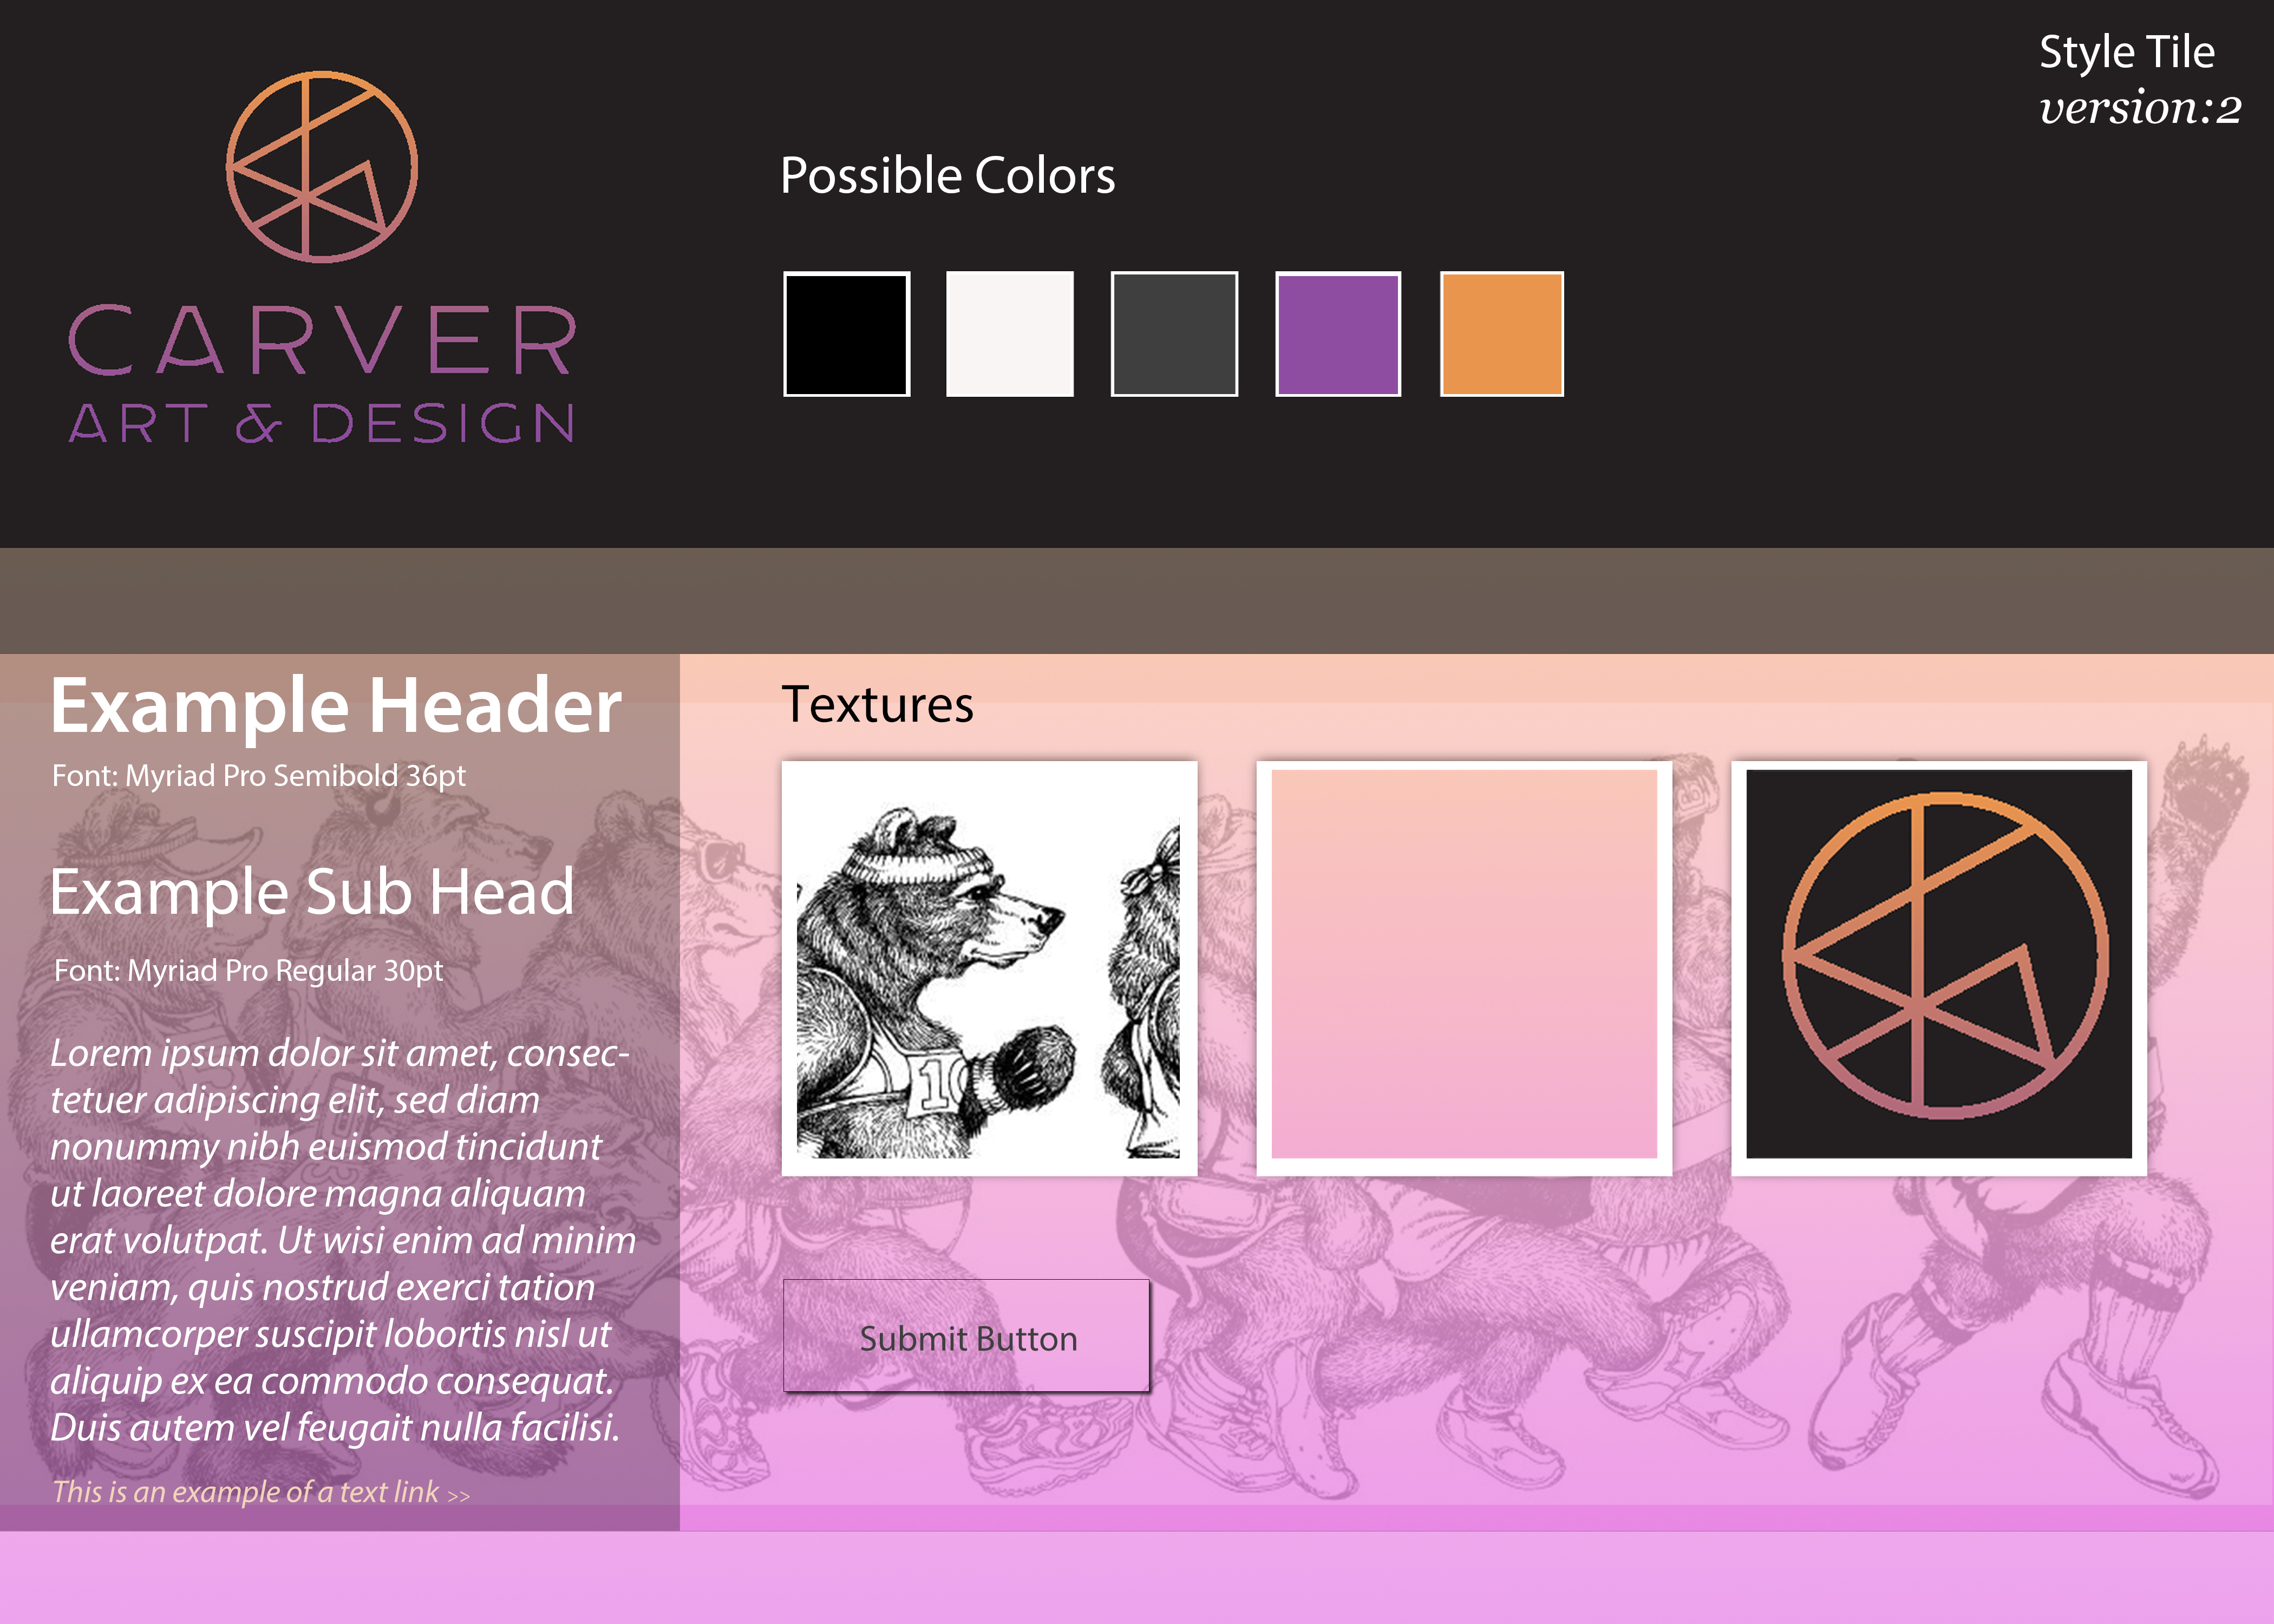 Style Tile
version:2
CARVER
ART & DESIGN
Possible Colors
Example Header
Font: Myriad Pro Semibold 36pt
Example Sub Head
Font: Myriad Pro Regular 30pt
Lorem ipsum dolor sit amet, consec-
tetuer adipiscing elit, sed diam
nonummy nibh euismod tincidunt
ut laoreet dolore magna aliquam
erat volutpat. Ut wisi enim ad minim
veniam, quis nostrud exerci tation
ullamcorper suscipit lobortis nisl ut
aliquip ex ea commodo consequat.
Duis autem vel feugait nulla facilisi.
This is an example of a text link >>
Textures
Submit Button